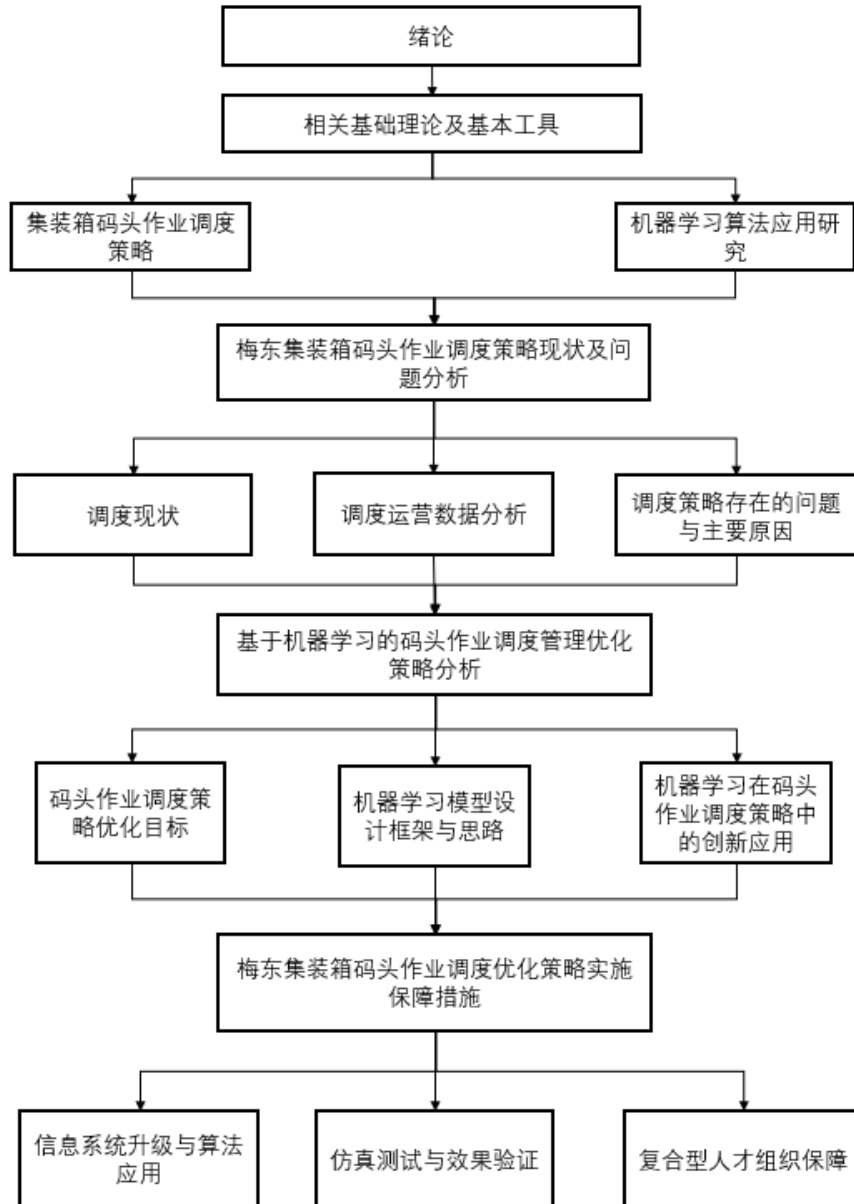 绪论
相关基础理论及基本工具
集装箱码头作业调度
策略
机器学习算法应用研
究
梅东集装箱码头作业调度策略现状及问
题分析
调度现状
调度运营数据分析
调度策略存在的问题
与主要原因
基于机器学习的码头作业调度管理优化
策略分析
码头作业调度策
略优化目标
机器学习模型设
计框架与思路
机器学习在码头
作业调度策略中
的创新应用
梅东集装箱码头作业调度优化策略实施
保障措施
信息系统升级与算法
应用
仿真测试与效果验证
复合型人才组织保障